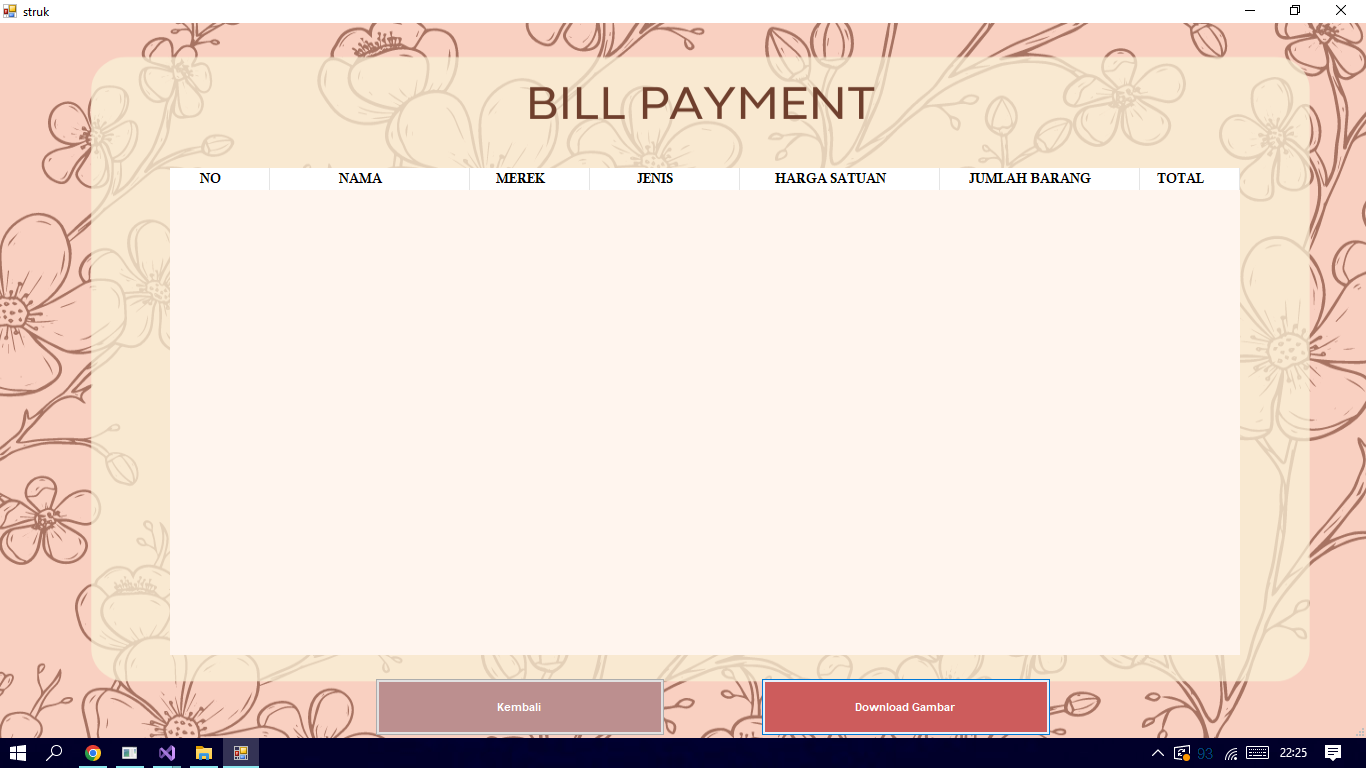 struk
BILL PAYMENT
NO NAMA MEREK JENIS HARGA SATUAN JUMLAH BARANG TOTAL
Kembali Download Gambar
93 22:25